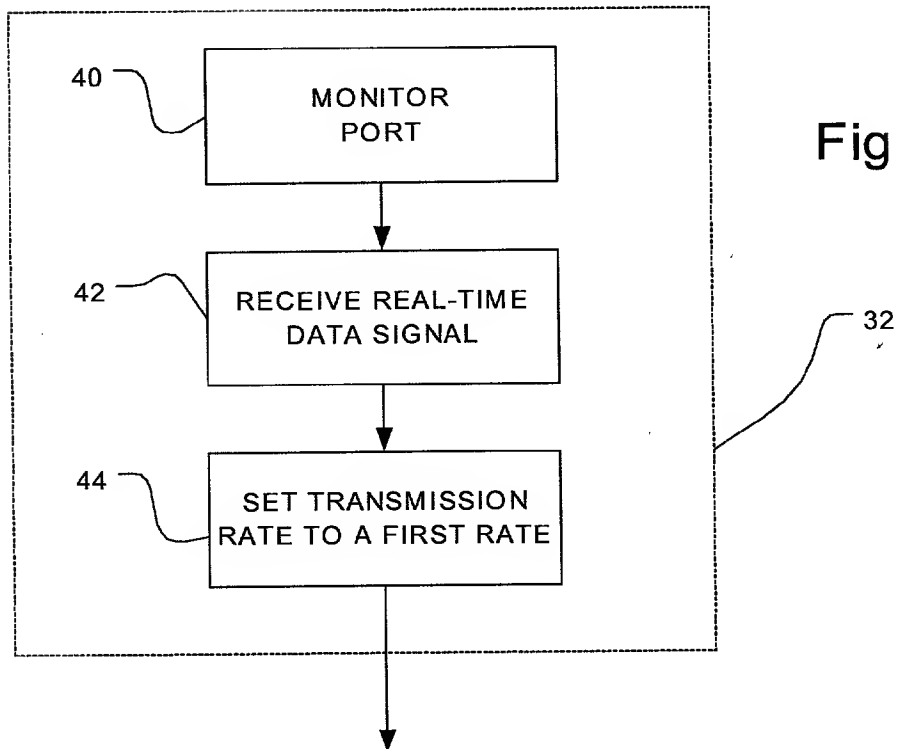 40
MONITOR
PORT
Fig
42
RECEIVE REAL-TIME
DATA SIGNAL
32
44
SET TRANSMISSION
RATE TO A FIRST RATE